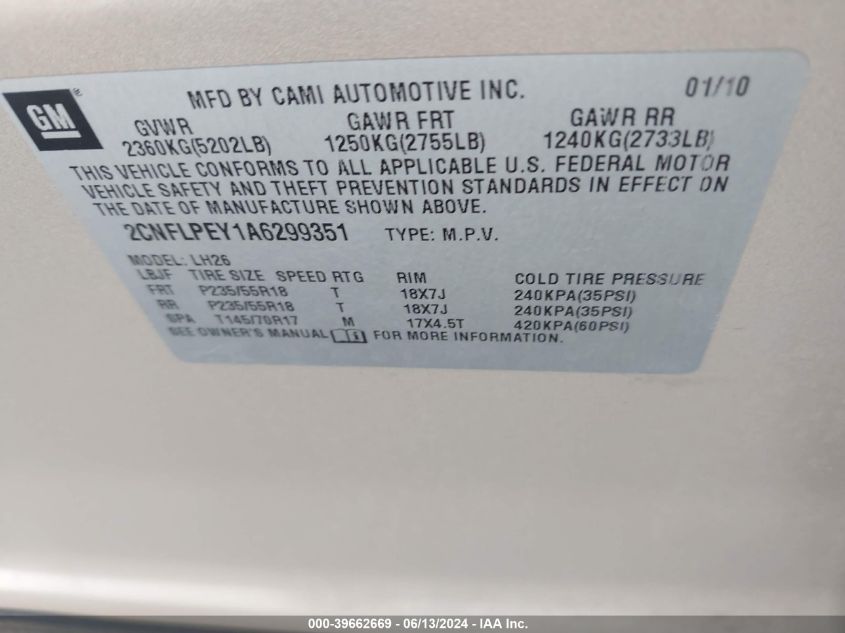 GM®
MFD BY CAMI AUTOMOTIVE INC. 01/10
GVWR GAWR FRT GAWR RR
2360KG(5202LB) 1250KG(2755LB) 1240KG(2733LB)
THIS VEHICLE CONFORMS TO ALL APPLICABLE U.S. FEDERAL MOTOR
VEHICLE SAFETY AND THEFT PREVENTION STANDARDS IN EFFECT ON
THE DATE OF MANUFACTURE SHOWN ABOVE.
2CNFLPEY1A6299351 TYPE: M.P.V.
MODEL: LH26
LBJF TIRE SIZE SPEED RTG RIM COLD TIRE PRESSURE
FRT P235/55R18 T 18X7J 240KPA(35PSI)
RR P235/55R18 T 18X7J 240KPA(35PSI)
SPA T145/70R17 M 17X4.5T 420KPA(60PSI)
SEE OWNER'S MANUAL FOR MORE INFORMATION.
000-39662669 - 06/13/2024 - IAA Inc.